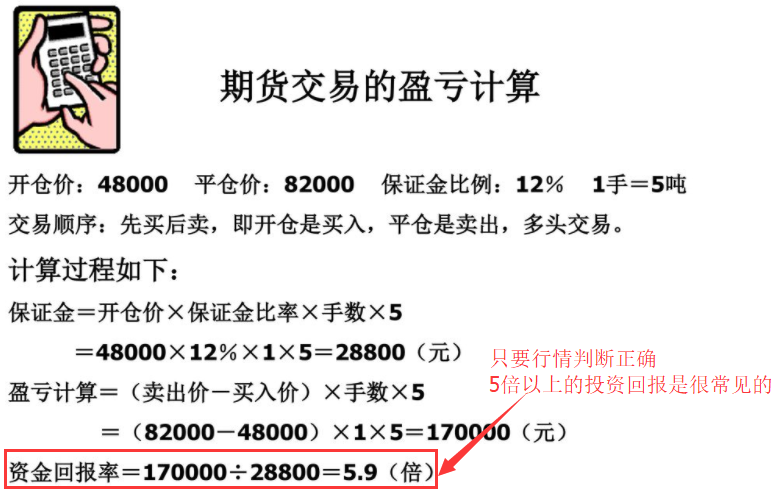 期货交易的盈亏计算
开仓价：48000 平仓价：82000 保证金比例：12% 1手＝5吨
交易顺序：先买后卖，即开仓是买入，平仓是卖出，多头交易。
计算过程如下：
保证金＝开仓价×保证金比率×手数×5
＝48000×12%×1×5＝28800（元）
只要行情判断正确
5倍以上的投资回报是很常见的
盈亏计算＝（卖出价－买入价）×手数×5
＝（82000－48000）×1×5＝170000（元）
资金回报率＝170000÷28800＝5.9（倍）